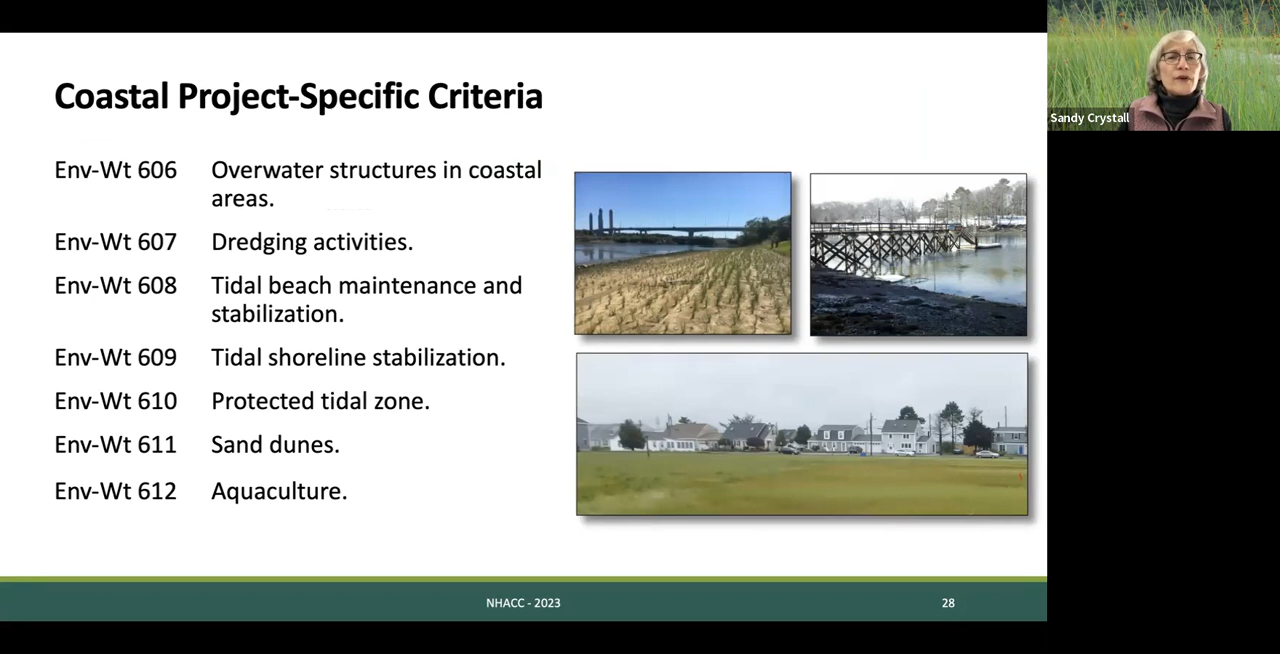 Coastal Project-Specific Criteria
Env-Wt 606 Overwater structures in coastal
areas.
Env-Wt 607 Dredging activities.
Env-Wt 608 Tidal beach maintenance and
stabilization.
Env-Wt 609 Tidal shoreline stabilization.
Env-Wt 610 Protected tidal zone.
Env-Wt 611 Sand dunes.
Env-Wt 612 Aquaculture.
NHACC - 2023
28
Sandy Crystall